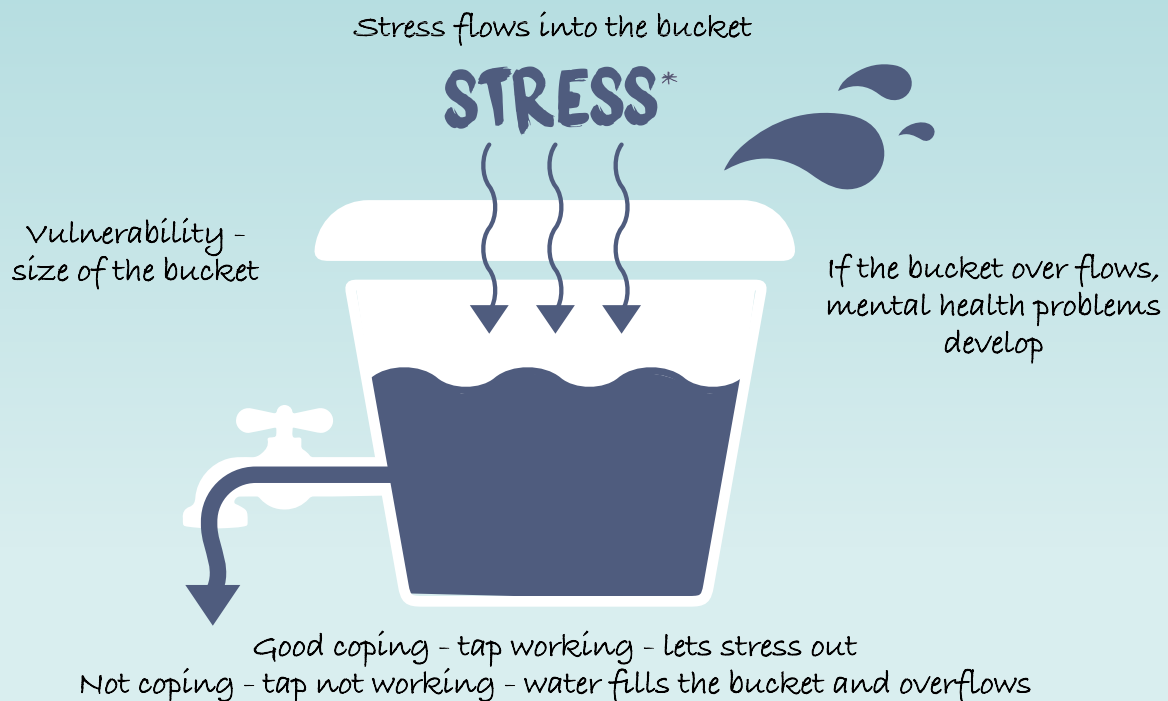 Stress flows into the bucket
STRESS*
Vulnerability -
size of the bucket
If the bucket over flows,
mental health problems
develop
Good coping - tap working - lets stress out
Not coping - tap not working - water fills the bucket and overflows